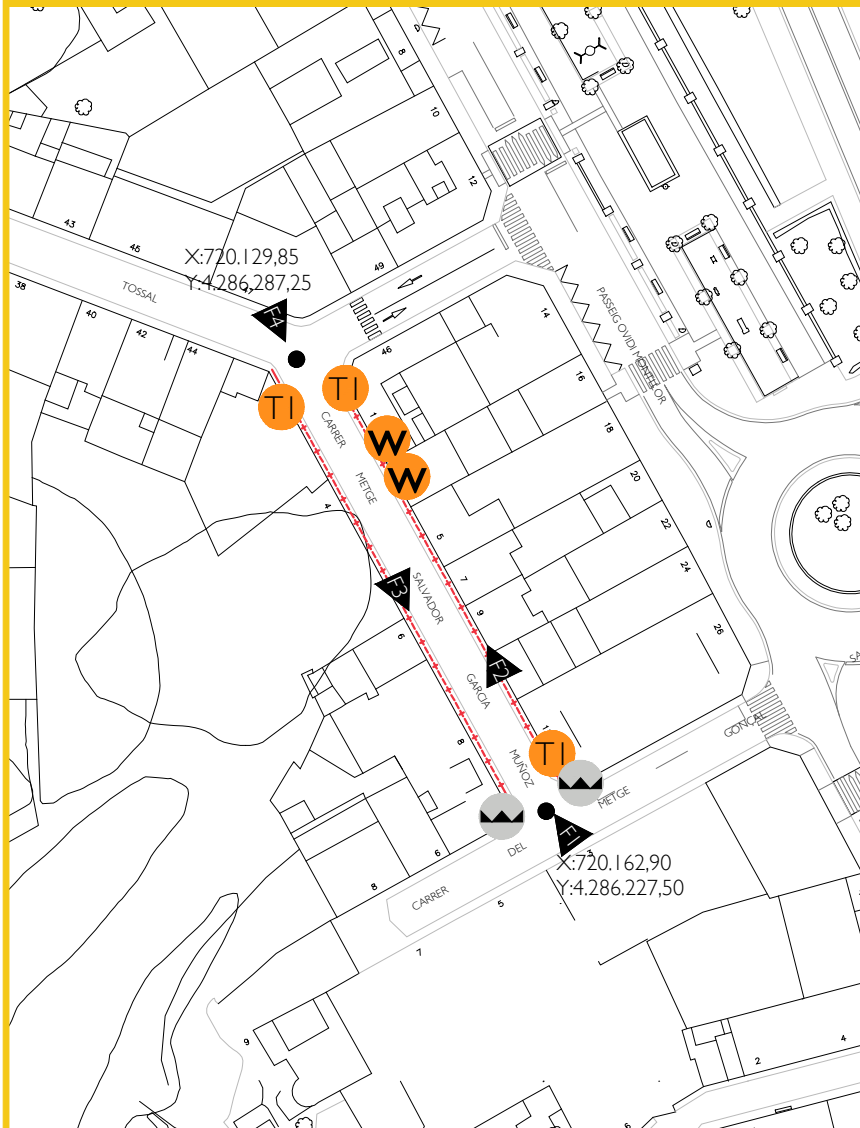 8
10
12
43
45
47
49
X:720.129,85
Y:4.286.287,25
38
TOSSAL
40
42
44
F4
46
14
16
18
20
22
24
26
PASSEIG OVIDI MONTLLOR
T1
T1
1
W
W
CARRER
METGE
SALVADOR
GARCIA
MUÑOZ
4
5
7
9
F3
6
F2
8
T1
GONÇAL
METGE
DEL
CARRER
F1
3
X:720.162,90
Y:4.286.227,50
6
8
5
7
9
2
4
6